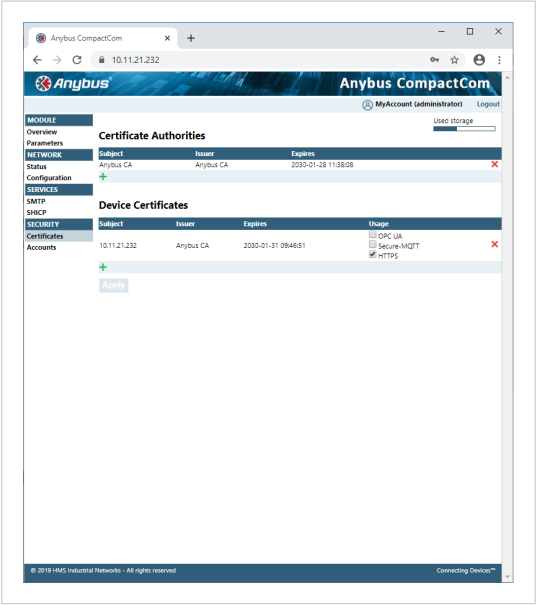 Anybus CompactCom
10.11.21.232
Anybus
Anybus CompactCom
MyAccount (administrator) Logout
Used storage
MODULE
Overview
Parameters
NETWORK
Status
Configuration
SERVICES
SMTP
SHICP
SECURITY
Certificates
Accounts
Certificate Authorities
Subject Issuer Expires
Anybus CA Anybus CA 2030-01-28 11:38:08
Device Certificates
Subject Issuer Expires Usage
10.11.21.232 Anybus CA 2030-01-31 09:46:51
OPC UA
Secure-MQTT
HTTPS
Apply
© 2019 HMS Industrial Networks - All rights reserved Connecting Devices™